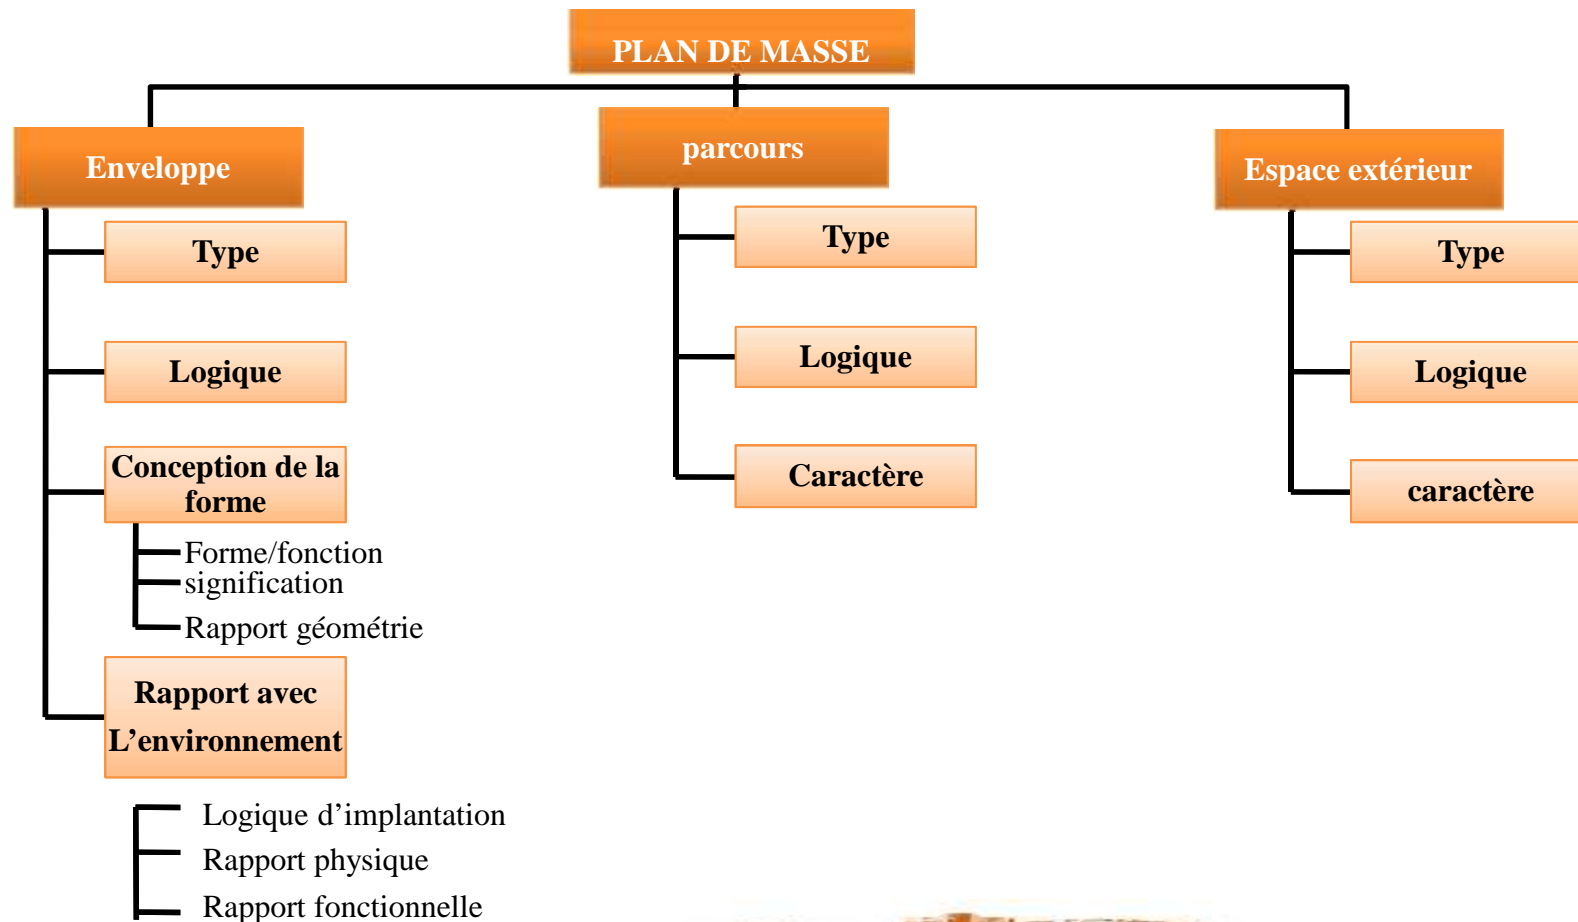 PLAN DE MASSE
Enveloppe
Type
Logique
Conception de la
forme
Forme/fonction
signification
Rapport géométrie
Rapport avec
L’environnement
Logique d’implantation
Rapport physique
Rapport fonctionnelle
parcours
Type
Logique
Caractère
Espace extérieur
Type
Logique
caractère